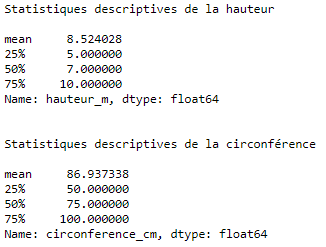 Statistiques descriptives de la hauteur
mean     8.524028
25%      5.000000
50%      7.000000
75%     10.000000
Name: hauteur_m, dtype: float64
Statistiques descriptives de la circonférence
mean     86.937338
25%      50.000000
50%      75.000000
75%     100.000000
Name: circonference_cm, dtype: float64